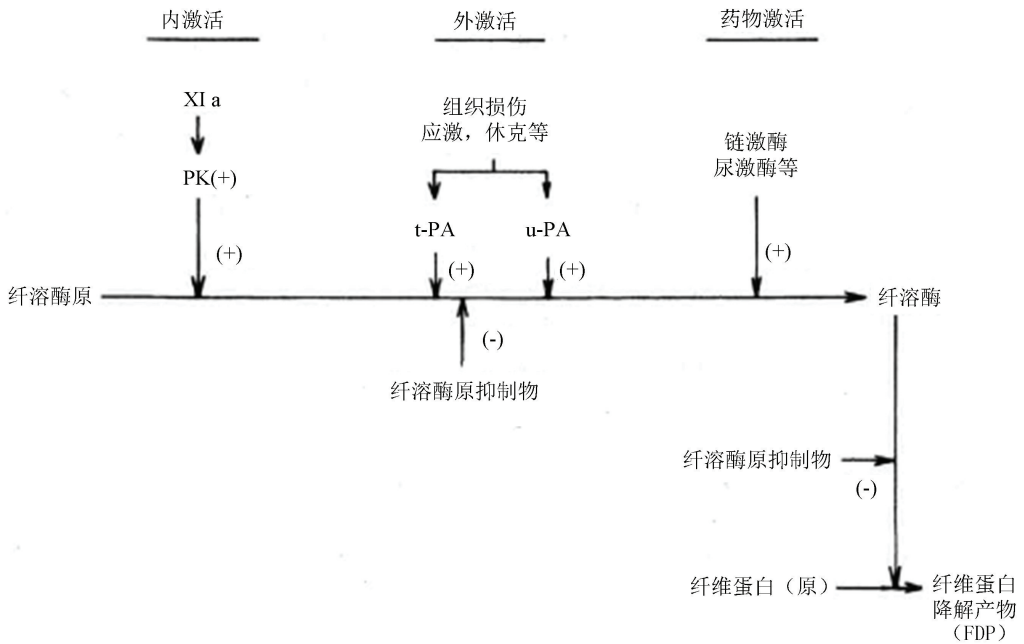 内激活
外激活
药物激活
XI a
组织损伤
应激，休克等
链激酶
尿激酶等
PK(+)
t-PA
u-PA
(+)
(+)
(+)
(+)
纤溶酶原
纤溶酶
(-)
纤溶酶原抑制物
纤溶酶原抑制物
(-)
纤维蛋白（原）
纤维蛋白
降解产物
（FDP）